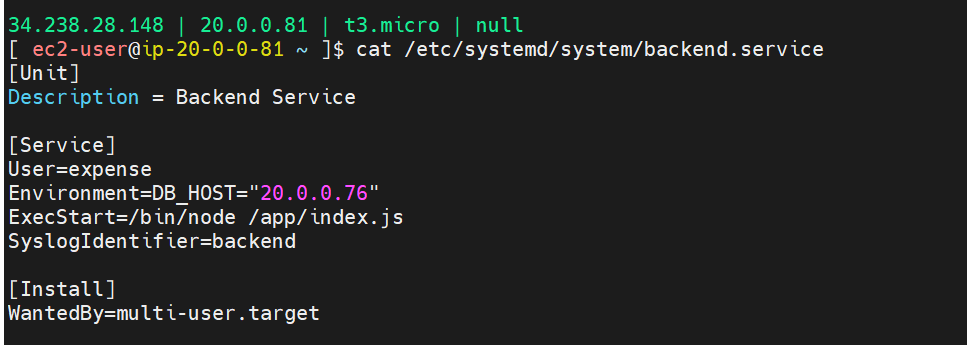 34.238.28.148 | 20.0.0.81 | t3.micro | null
[ ec2-user@ip-20-0-0-81 ~ ]$ cat /etc/systemd/system/backend.service
[Unit]
Description = Backend Service
[Service]
User=expense
Environment=DB_HOST="20.0.0.76"
ExecStart=/bin/node /app/index.js
SyslogIdentifier=backend
[Install]
WantedBy=multi-user.target